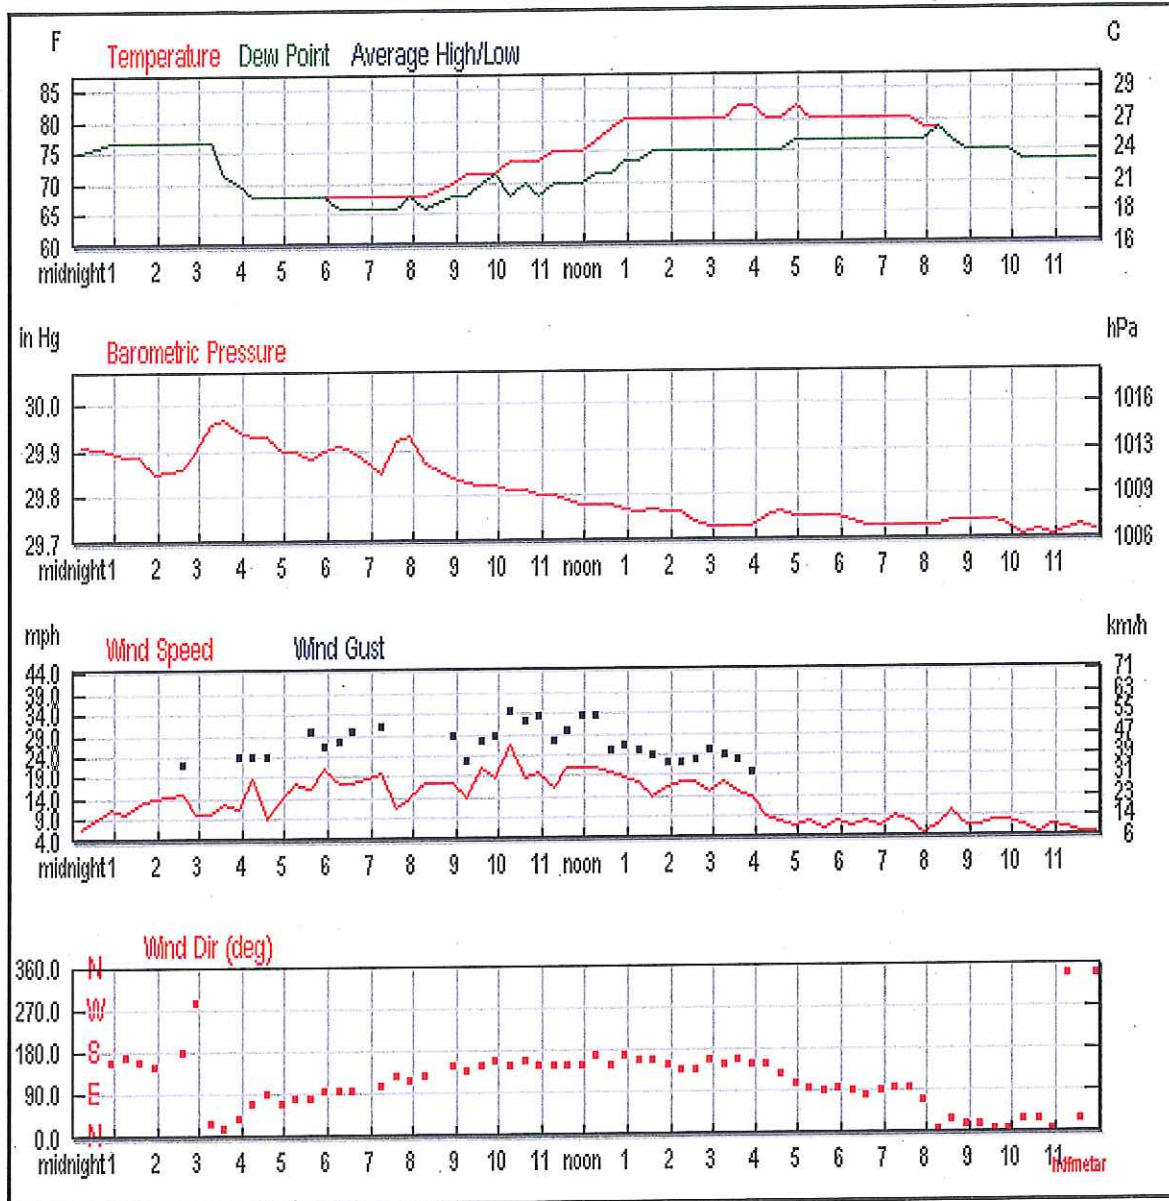 F C
Temperature Dew Point Average High/Low
85 29
80 27
75 24
70 21
65 18
60 16
midnight 1 2 3 4 5 6 7 8 9 10 11 noon 1 2 3 4 5 6 7 8 9 10 11
in Hg hPa
Barometric Pressure
30.0 1016
29.9 1013
29.8 1009
29.7 1006
midnight 1 2 3 4 5 6 7 8 9 10 11 noon 1 2 3 4 5 6 7 8 9 10 11
mph km/h
Wind Speed Wind Gust
44.0 71
39.0 63
34.0 55
29.0 47
24.0 39
19.0 31
14.0 23
9.0 14
4.0 6
midnight 1 2 3 4 5 6 7 8 9 10 11 noon 1 2 3 4 5 6 7 8 9 10 11
Wind Dir (deg)
360.0 N
270.0 W
180.0 S
90.0 E
0.0 N
midnight 1 2 3 4 5 6 7 8 9 10 11 noon 1 2 3 4 5 6 7 8 9 10 11